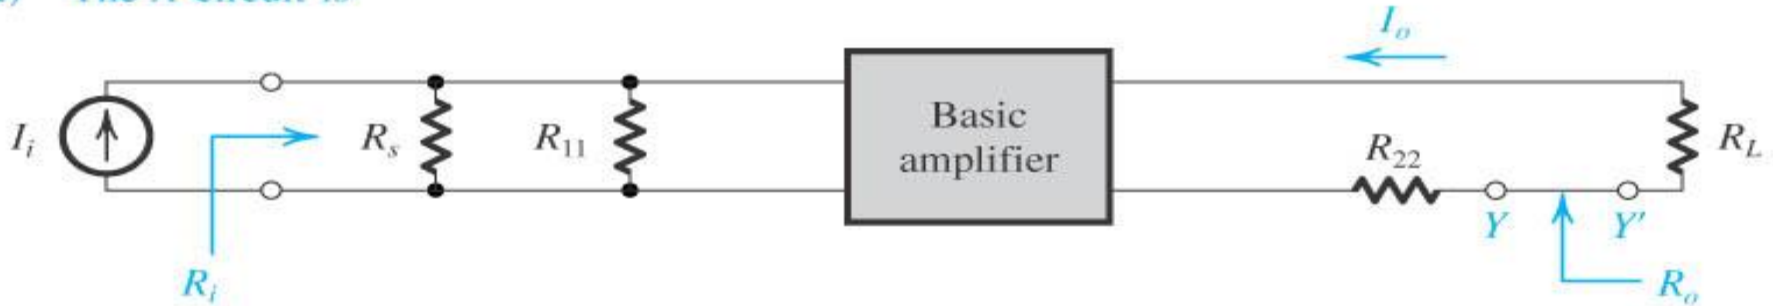 I_o
I_i
R_s
R_11
Basic
amplifier
R_22
R_L
Y
Y'
R_i
R_o